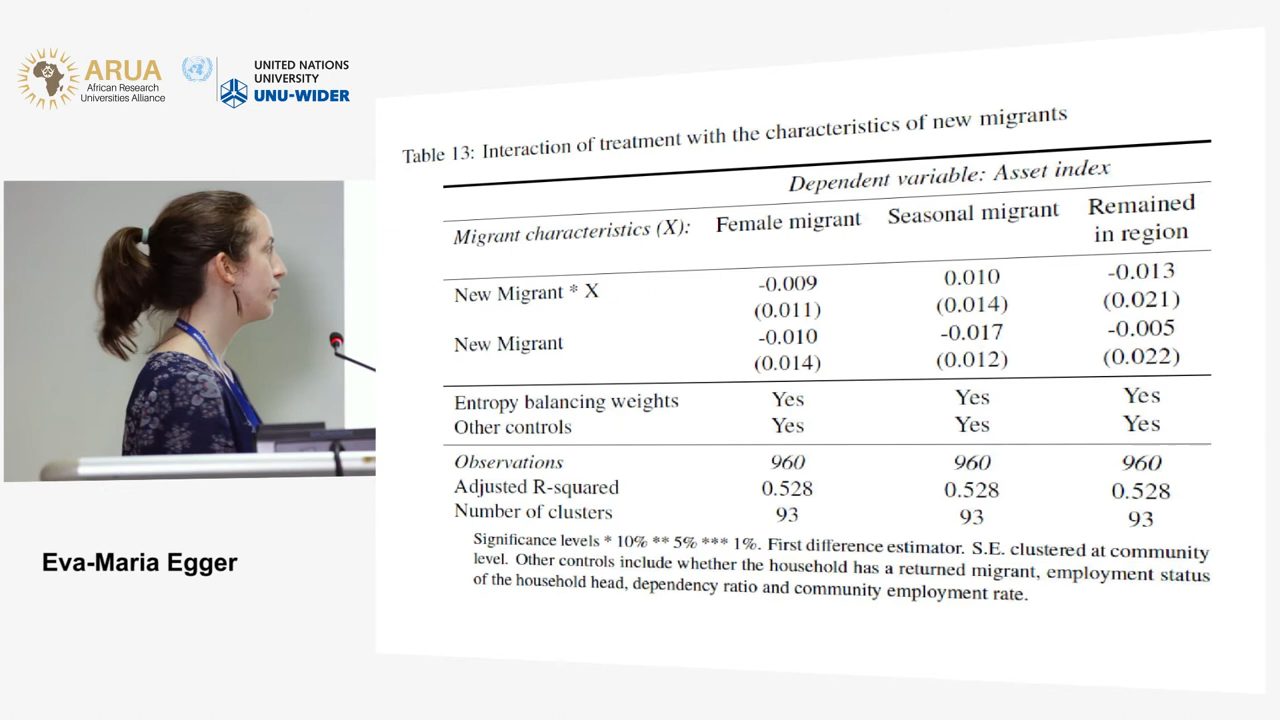 ARUA
African Research
Universities Alliance
UNITED NATIONS
UNIVERSITY
UNU-WIDER
Table 13: Interaction of treatment with the characteristics of new migrants
Dependent variable: Asset index
Migrant characteristics (X): Female migrant Seasonal migrant Remained in region
New Migrant * X -0.009 0.010 -0.013
(0.011) (0.014) (0.021)
New Migrant -0.010 -0.017 -0.005
(0.014) (0.012) (0.022)
Entropy balancing weights Yes Yes Yes
Other controls Yes Yes Yes
Observations 960 960 960
Adjusted R-squared 0.528 0.528 0.528
Number of clusters 93 93 93
Significance levels * 10% ** 5% *** 1%. First difference estimator. S.E. clustered at community
level. Other controls include whether the household has a returned migrant, employment status
of the household head, dependency ratio and community employment rate.
Eva-Maria Egger